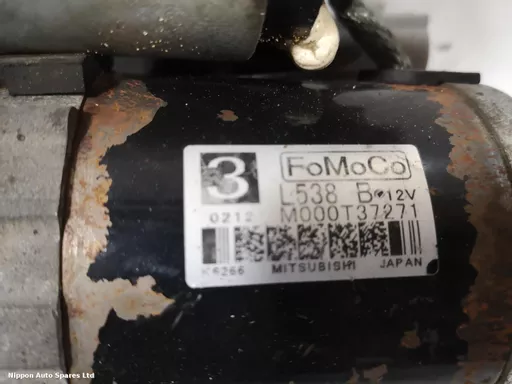 3 FoMoCo
L538 B 12V
0212 M000T37271
K6266 MITSUBISHI JAPAN
Nippon Auto Spares Ltd